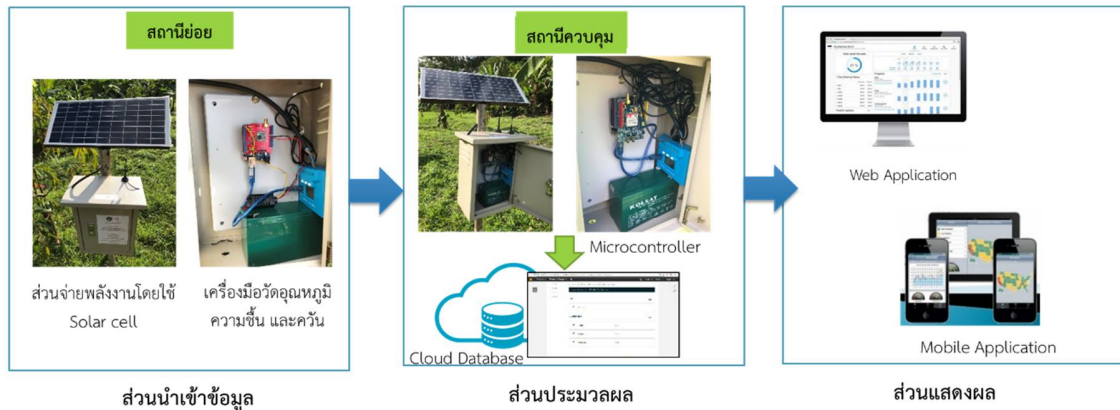 สถานีย่อย
ส่วนจ่ายพลังงานโดยใช้
Solar cell
เครื่องมือวัดอุณหภูมิ
ความชื้น และควัน
ส่วนนำเข้าข้อมูล
สถานีควบคุม
KOLSAT
Microcontroller
Cloud Database
ส่วนประมวลผล
Web Application
Mobile Application
ส่วนแสดงผล